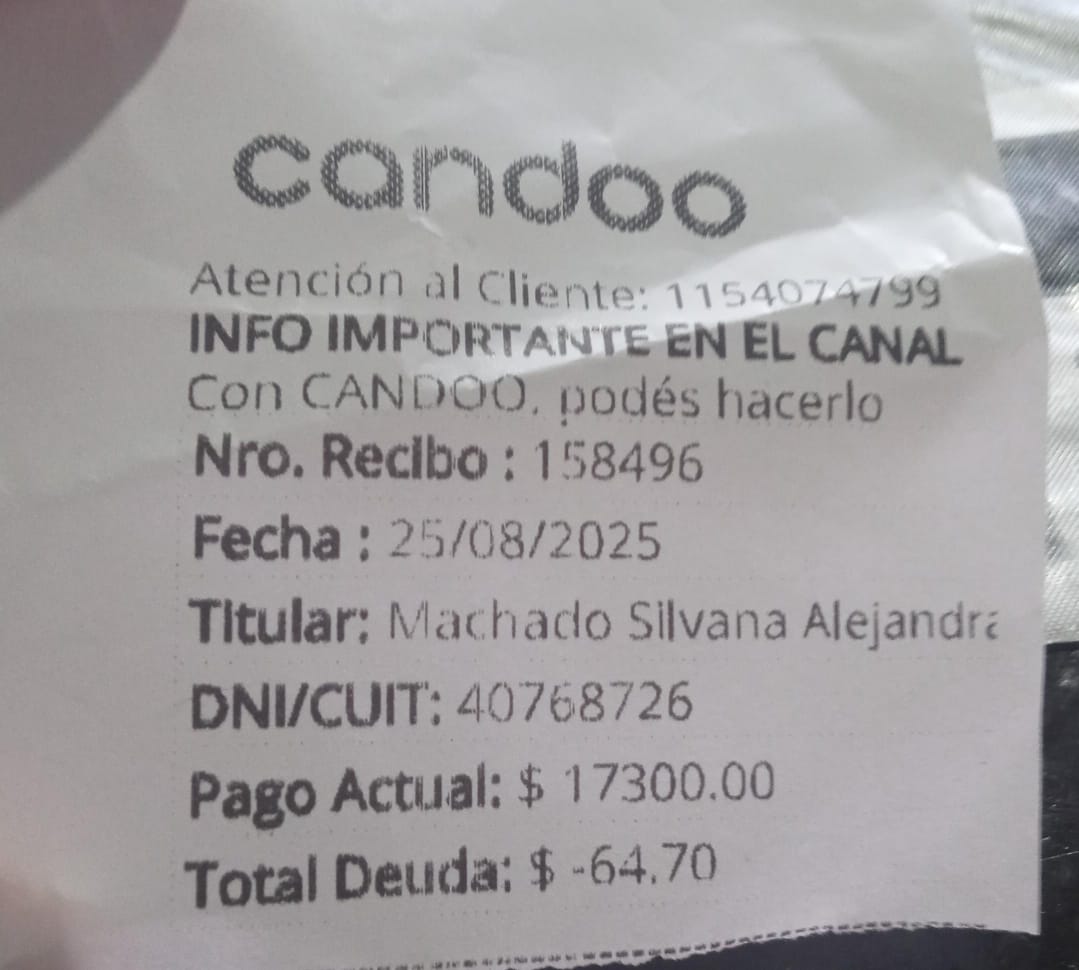 candoo
Atención al Cliente: 1154074799
INFO IMPORTANTE EN EL CANAL
Con CANDOO, podés hacerlo
Nro. Recibo : 158496
Fecha : 25/08/2025
Titular: Machado Silvana Alejandra
DNI/CUIT: 40768726
Pago Actual: $ 17300.00
Total Deuda: $ -64.70